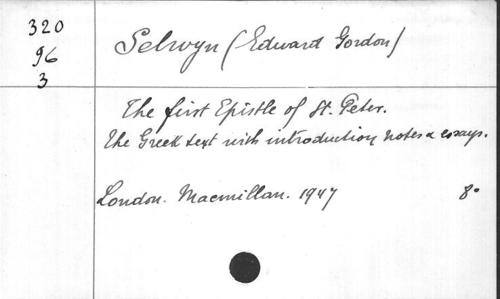 320
96
3
Selwyn (Edward Gordon)
The first Epistle of St. Peter.
The Greek text with introduction notes & essays.
London. Macmillan. 1947 8°